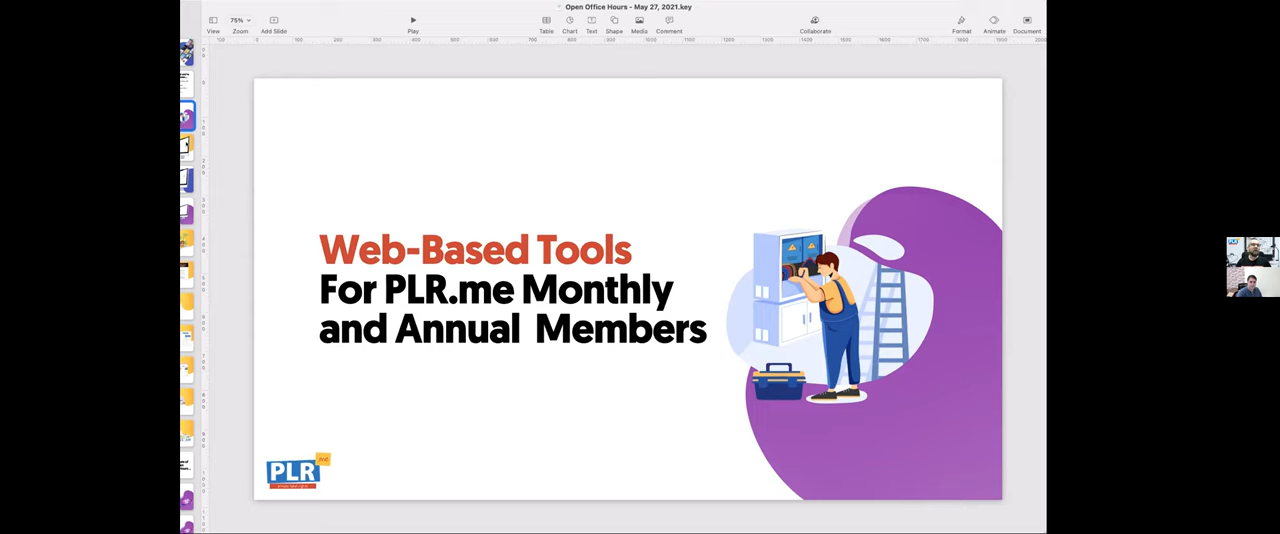 Open Office Hours - May 27, 2021.key
75%
View
Zoom
Add Slide
Play
Table
Chart
Text
Shape
Media
Comment
Collaborate
Format
Animate
Document
Web-Based Tools
For PLR.me Monthly
and Annual Members
PLR